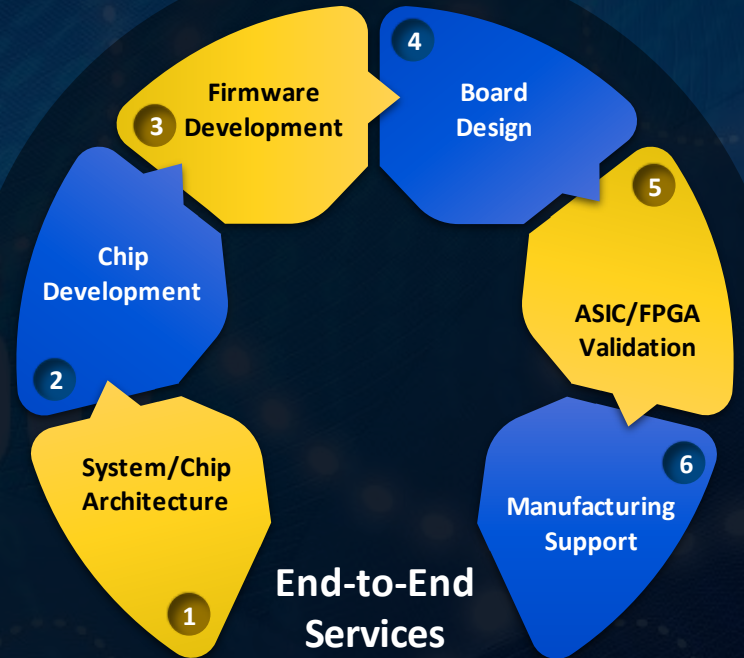 1
System/Chip
Architecture
2
Chip
Development
3
Firmware
Development
4
Board
Design
5
ASIC/FPGA
Validation
6
Manufacturing
Support
End-to-End
Services